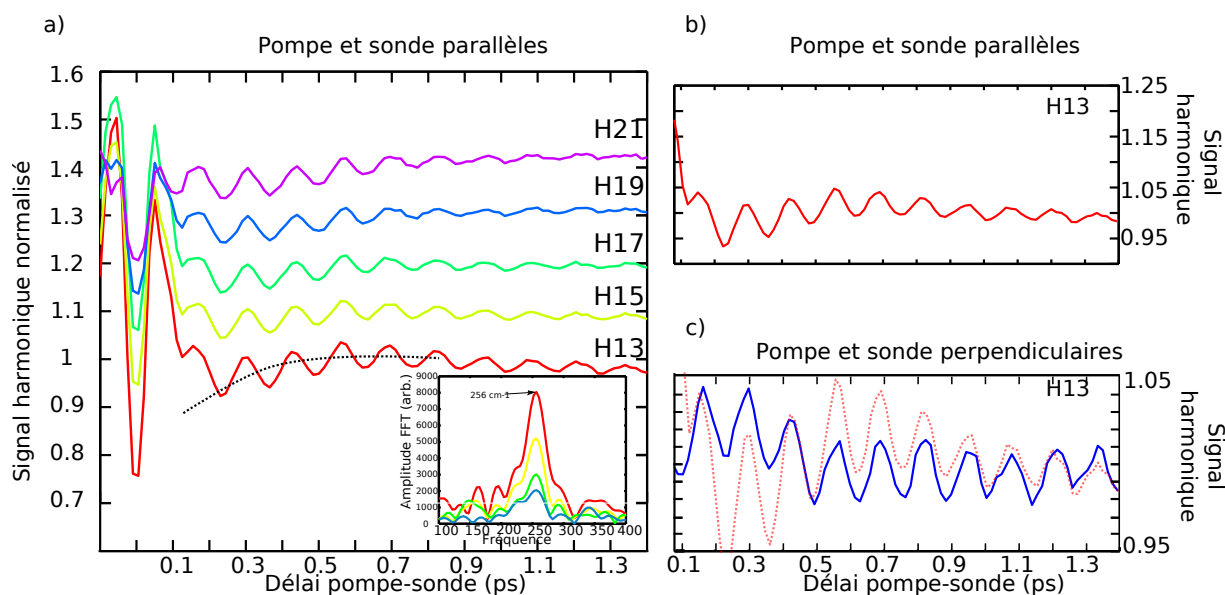 a)
Pompe et sonde parallèles
Signal harmonique normalisé
1.6
1.5
1.4
1.3
1.2
1.1
1
0.9
0.8
0.7
H21
H19
H17
H15
H13
0.1 0.3 0.5 0.7 0.9 1.1 1.3
Délai pompe-sonde (ps)
Amplitude FFT (arb.)
9000
8000
7000
6000
5000
4000
3000
2000
1000
0
256 cm-1
100 150 200 250 300 350 400
Fréquence
b)
Pompe et sonde parallèles
H13
1.25
1.15
1.05
0.95
Signal
harmonique
c)
Pompe et sonde perpendiculaires
H13
1.05
0.95
Signal
harmonique
0.1 0.3 0.5 0.7 0.9 1.1 1.3
Délai pompe-sonde (ps)